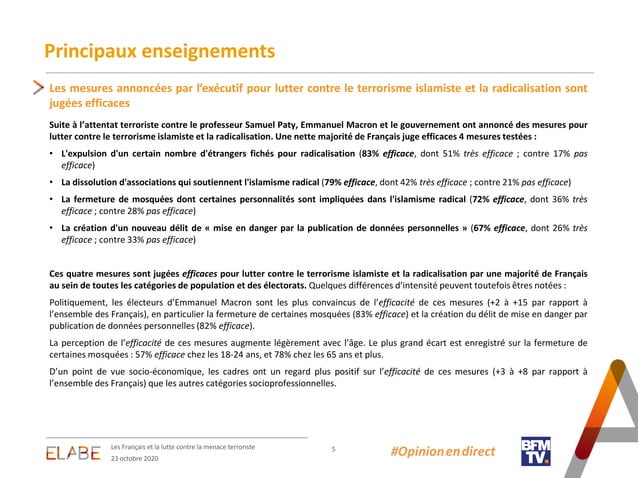 Principaux enseignements
Les mesures annoncées par l'exécutif pour lutter contre le terrorisme islamiste et la radicalisation sont
jugées efficaces
Suite à l'attentat terroriste contre le professeur Samuel Paty, Emmanuel Macron et le gouvernement ont annoncé des mesures pour
lutter contre le terrorisme islamiste et la radicalisation. Une nette majorité de Français juge efficaces 4 mesures testées :
• L'expulsion d'un certain nombre d'étrangers fichés pour radicalisation (83% efficace, dont 51% très efficace ; contre 17% pas
efficace)
• La dissolution d'associations qui soutiennent l'islamisme radical (79% efficace, dont 42% très efficace ; contre 21% pas efficace)
• La fermeture de mosquées dont certaines personnalités sont impliquées dans l'islamisme radical (72% efficace, dont 36% très
efficace ; contre 28% pas efficace)
• La création d'un nouveau délit de « mise en danger par la publication de données personnelles » (67% efficace, dont 26% très
efficace ; contre 33% pas efficace)
Ces quatre mesures sont jugées efficaces pour lutter contre le terrorisme islamiste et la radicalisation par une majorité de Français
au sein de toutes les catégories de population et des électorats. Quelques différences d'intensité peuvent toutefois êtres notées :
Politiquement, les électeurs d'Emmanuel Macron sont les plus convaincus de l'efficacité de ces mesures (+2 à +15 par rapport à
l'ensemble des Français), en particulier la fermeture de certaines mosquées (83% efficace) et la création du délit de mise en danger par
publication de données personnelles (82% efficace).
La perception de l'efficacité de ces mesures augmente légèrement avec l'âge. Le plus grand écart est enregistré sur la fermeture de
certaines mosquées : 57% efficace chez les 18-24 ans, et 78% chez les 65 ans et plus.
D'un point de vue socio-économique, les cadres ont un regard plus positif sur l'efficacité de ces mesures (+3 à +8 par rapport à
l'ensemble des Français) que les autres catégories socioprofessionnelles.
ELABE
Les Français et la lutte contre la menace terroriste
23 octobre 2020
5
#Opinion en direct
BFM
TV.